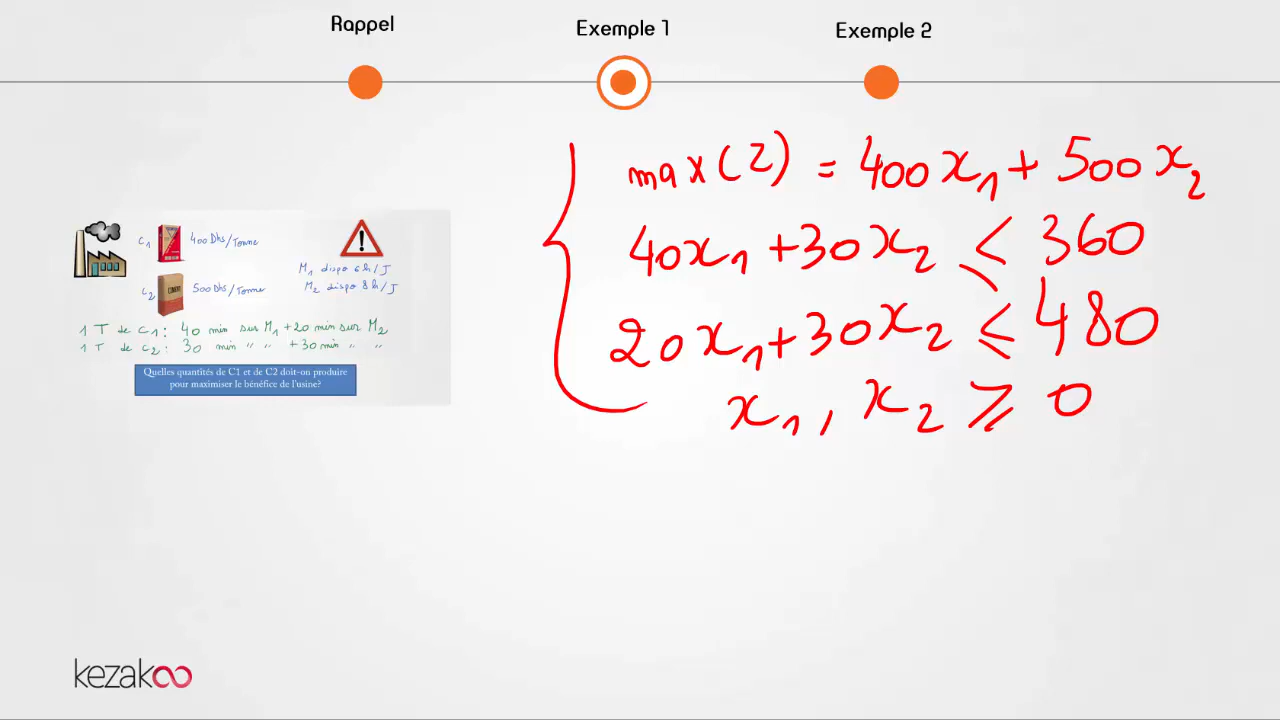 Rappel
Exemple 1
Exemple 2
max(Z) = 400x₁ + 500x₂
40x₁ + 30x₂ ≤ 360
20x₁ + 30x₂ ≤ 480
x₁, x₂ ≥ 0
C1 400 Dhs/Tonne
C2 500 Dhs/Tonne
M1 dispo 6h/J
M2 dispo 8h/J
1 T de C1: 40 min sur M1 + 20 min sur M2
1 T de C2: 30 min " " + 30 min " "
Quelles quantités de C1 et de C2 doit-on produire
pour maximiser le bénéfice de l'usine?
kezakoo